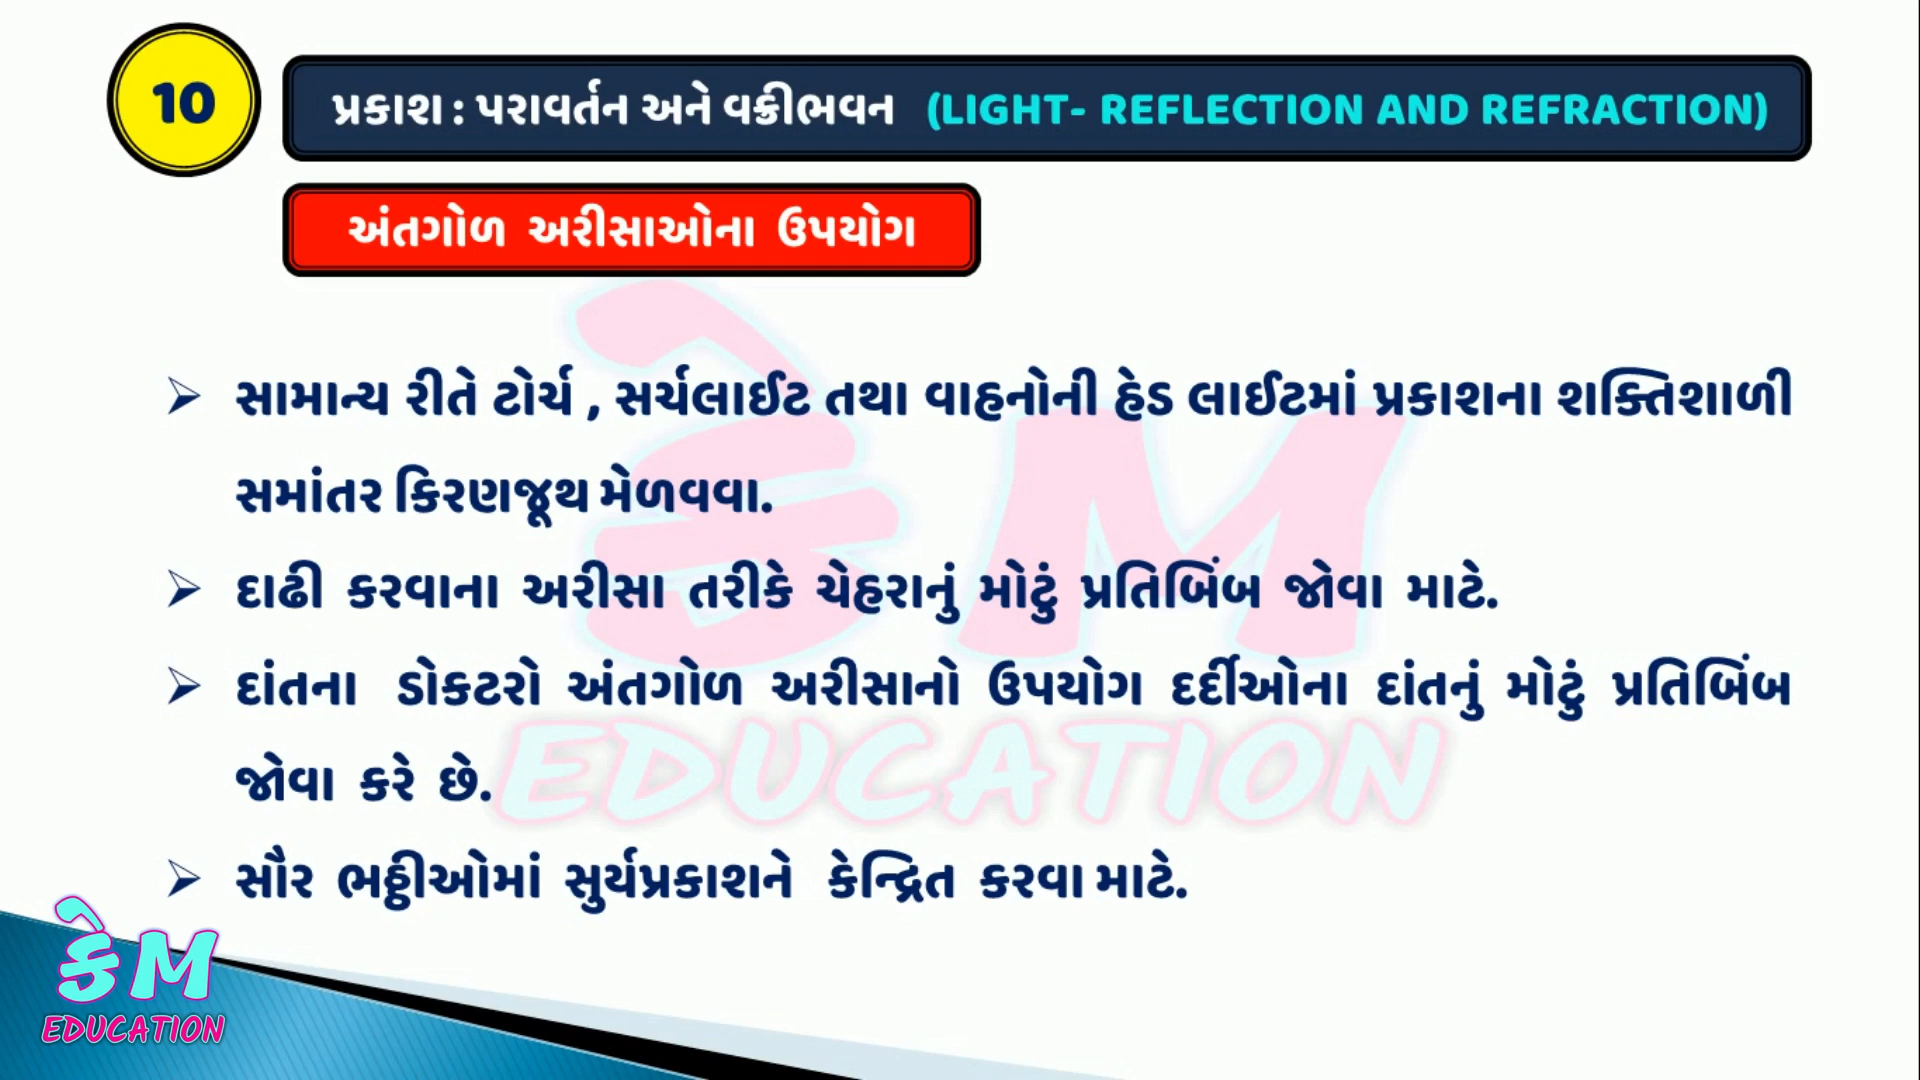 10
પ્રકાશ : પરાવર્તન અને વક્રીભવન (LIGHT- REFLECTION AND REFRACTION)
અંતગોળ અરીસાઓના ઉપયોગ
➢ સામાન્ય રીતે ટોર્ચ , સર્ચલાઈટ તથા વાહનોની હેડ લાઈટમાં પ્રકાશના શક્તિશાળી
સમાંતર કિરણજૂથ મેળવવા.
➢ દાઢી કરવાના અરીસા તરીકે ચેહરાનું મોટું પ્રતિબિંબ જોવા માટે.
➢ દાંતના ડોકટરો અંતગોળ અરીસાનો ઉપયોગ દર્દીઓના દાંતનું મોટું પ્રતિબિંબ
જોવા કરે છે.
➢ સૌર ભઠ્ઠીઓમાં સુર્યપ્રકાશને કેન્દ્રિત કરવા માટે.
કેM
EDUCATION
કેM
EDUCATION